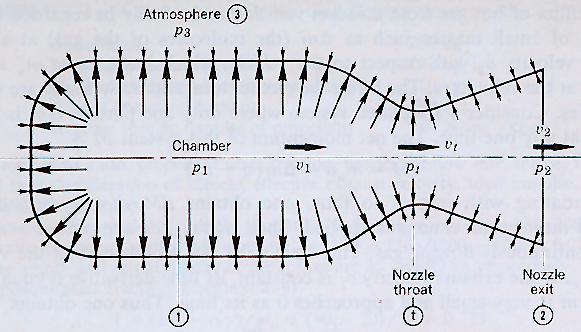 Atmosphere ③
p3
Chamber
p1
v1
vt
pt
v2
p2
Nozzle
throat
Nozzle
exit
①
ⓣ
②